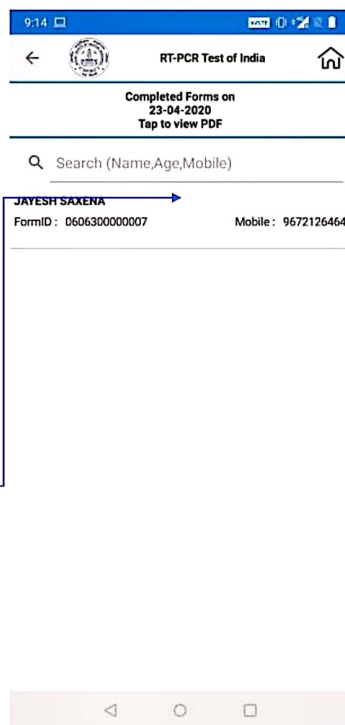 9:14
RT-PCR Test of India
Completed Forms on
23-04-2020
Tap to view PDF
Search (Name,Age,Mobile)
JAYESH SAXENA
FormID : 0606300000007 Mobile : 9672126464